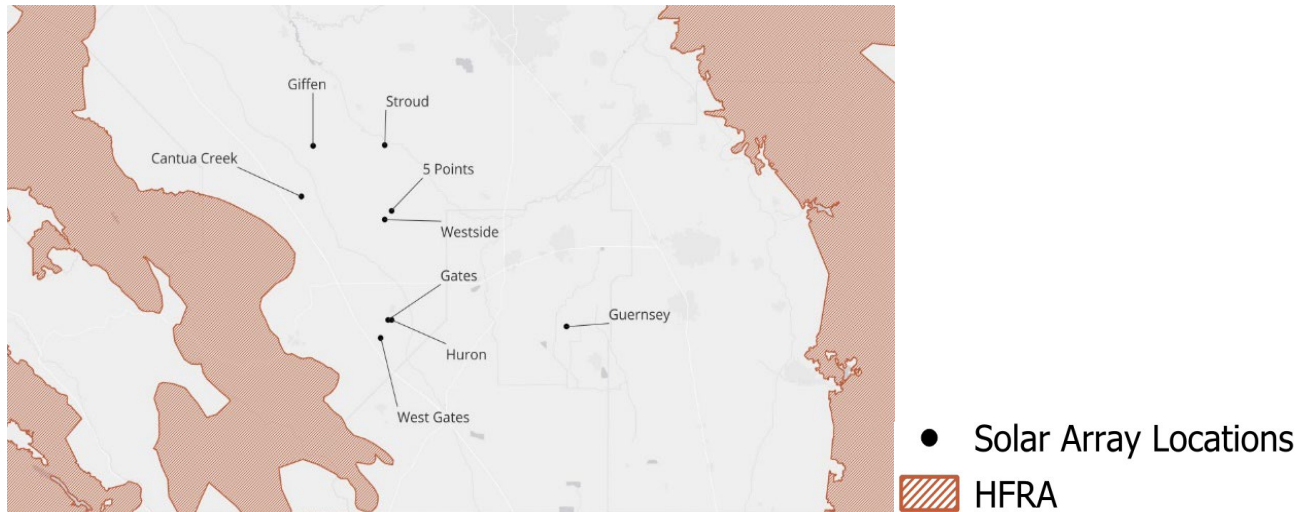 Giffen
Stroud
Cantua Creek
5 Points
Westside
Gates
Guernsey
Huron
West Gates
Solar Array Locations
HFRA